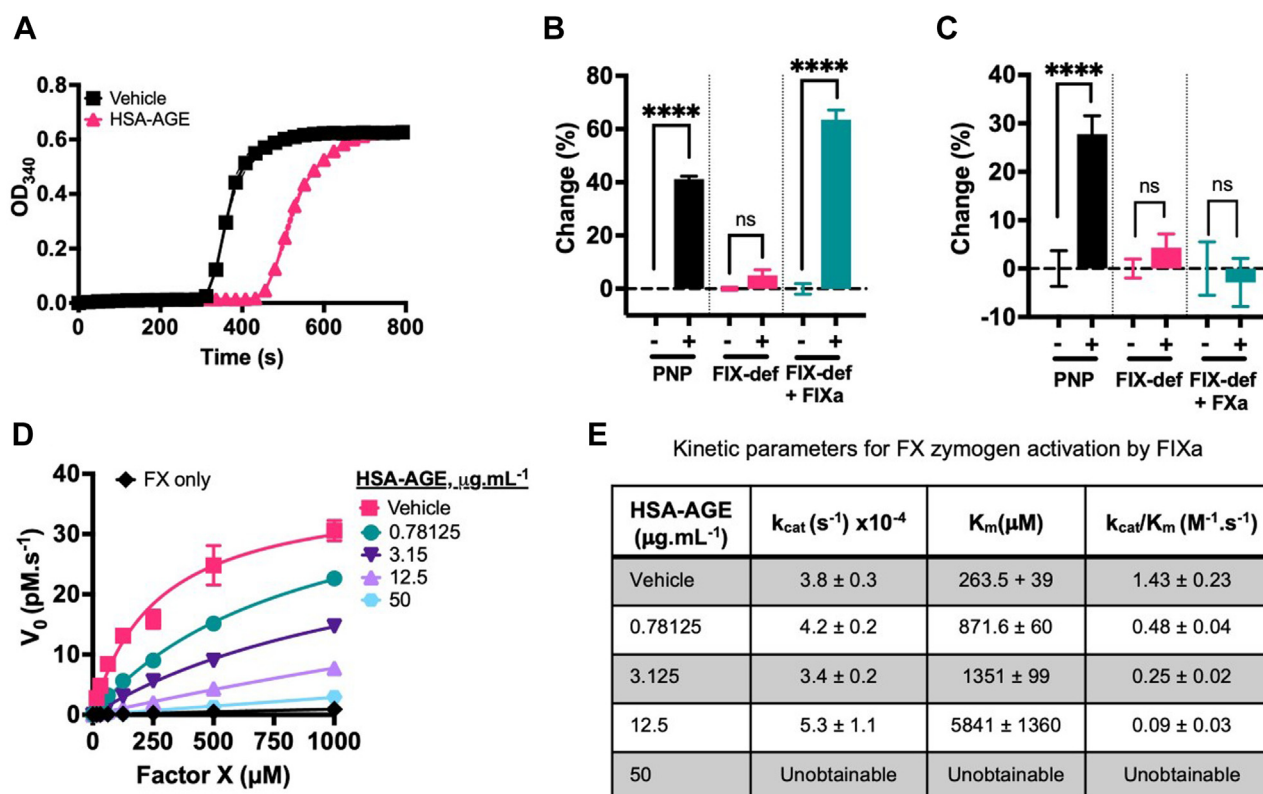 A
0.8
0.6
0.4
0.2
0.0
OD340
0 200 400 600 800
Time (s)
Vehicle
HSA-AGE
B
80
60
40
20
0
Change (%)
****
ns
****
- + - + - +
PNP FIX-def FIX-def
+ FIXa
C
40
30
20
10
0
-10
Change (%)
****
ns
ns
- + - + - +
PNP FIX-def FIX-def
+ FXa
D
40
30
20
10
0
V0 (pM.s-1)
0 250 500 750 1000
Factor X (µM)
FX only
HSA-AGE, µg.mL-1
Vehicle
0.78125
3.15
12.5
50
E
Kinetic parameters for FX zymogen activation by FIXa
HSA-AGE (µg.mL-1) kcat (s-1) x10-4 Km(µM) kcat/Km (M-1.s-1)
Vehicle 3.8 ± 0.3 263.5 + 39 1.43 ± 0.23
0.78125 4.2 ± 0.2 871.6 ± 60 0.48 ± 0.04
3.125 3.4 ± 0.2 1351 ± 99 0.25 ± 0.02
12.5 5.3 ± 1.1 5841 ± 1360 0.09 ± 0.03
50 Unobtainable Unobtainable Unobtainable